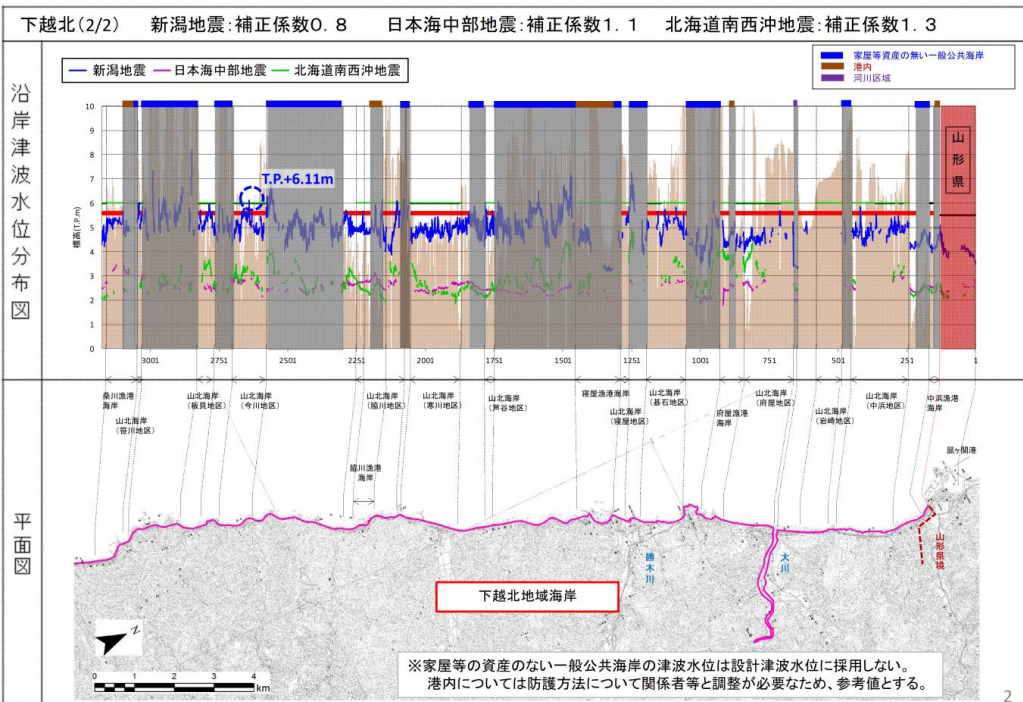 下越北(2/2)　新潟地震:補正係数0.8　日本海中部地震:補正係数1.1　北海道南西沖地震:補正係数1.3
沿岸津波水位分布図
新潟地震 日本海中部地震 北海道南西沖地震
家屋等資産の無い一般公共海岸
港内
河川区域
標高(T.P.m)
10
9
8
7
6
5
4
3
2
1
0
T.P.+6.11m
山形県
3001 2751 2501 2251 2001 1751 1501 1251 1001 751 501 251 1
桑川漁港海岸
山北海岸(笹川地区)
山北海岸(板貝地区)
山北海岸(今川地区)
脇川漁港海岸
山北海岸(脇川地区)
山北海岸(寒川地区)
山北海岸(芦谷地区)
寝屋漁港海岸
山北海岸(寝屋地区)
山北海岸(碁石地区)
府屋漁港海岸
山北海岸(府屋地区)
山北海岸(岩崎地区)
山北海岸(中浜地区)
中浜漁港海岸
鼠ヶ関港
平面図
勝木川
大川
山形県境
下越北地域海岸
N
0 1 2 3 4 km
※家屋等の資産のない一般公共海岸の津波水位は設計津波水位に採用しない。
港内については防護方法について関係者等と調整が必要なため、参考値とする。
2